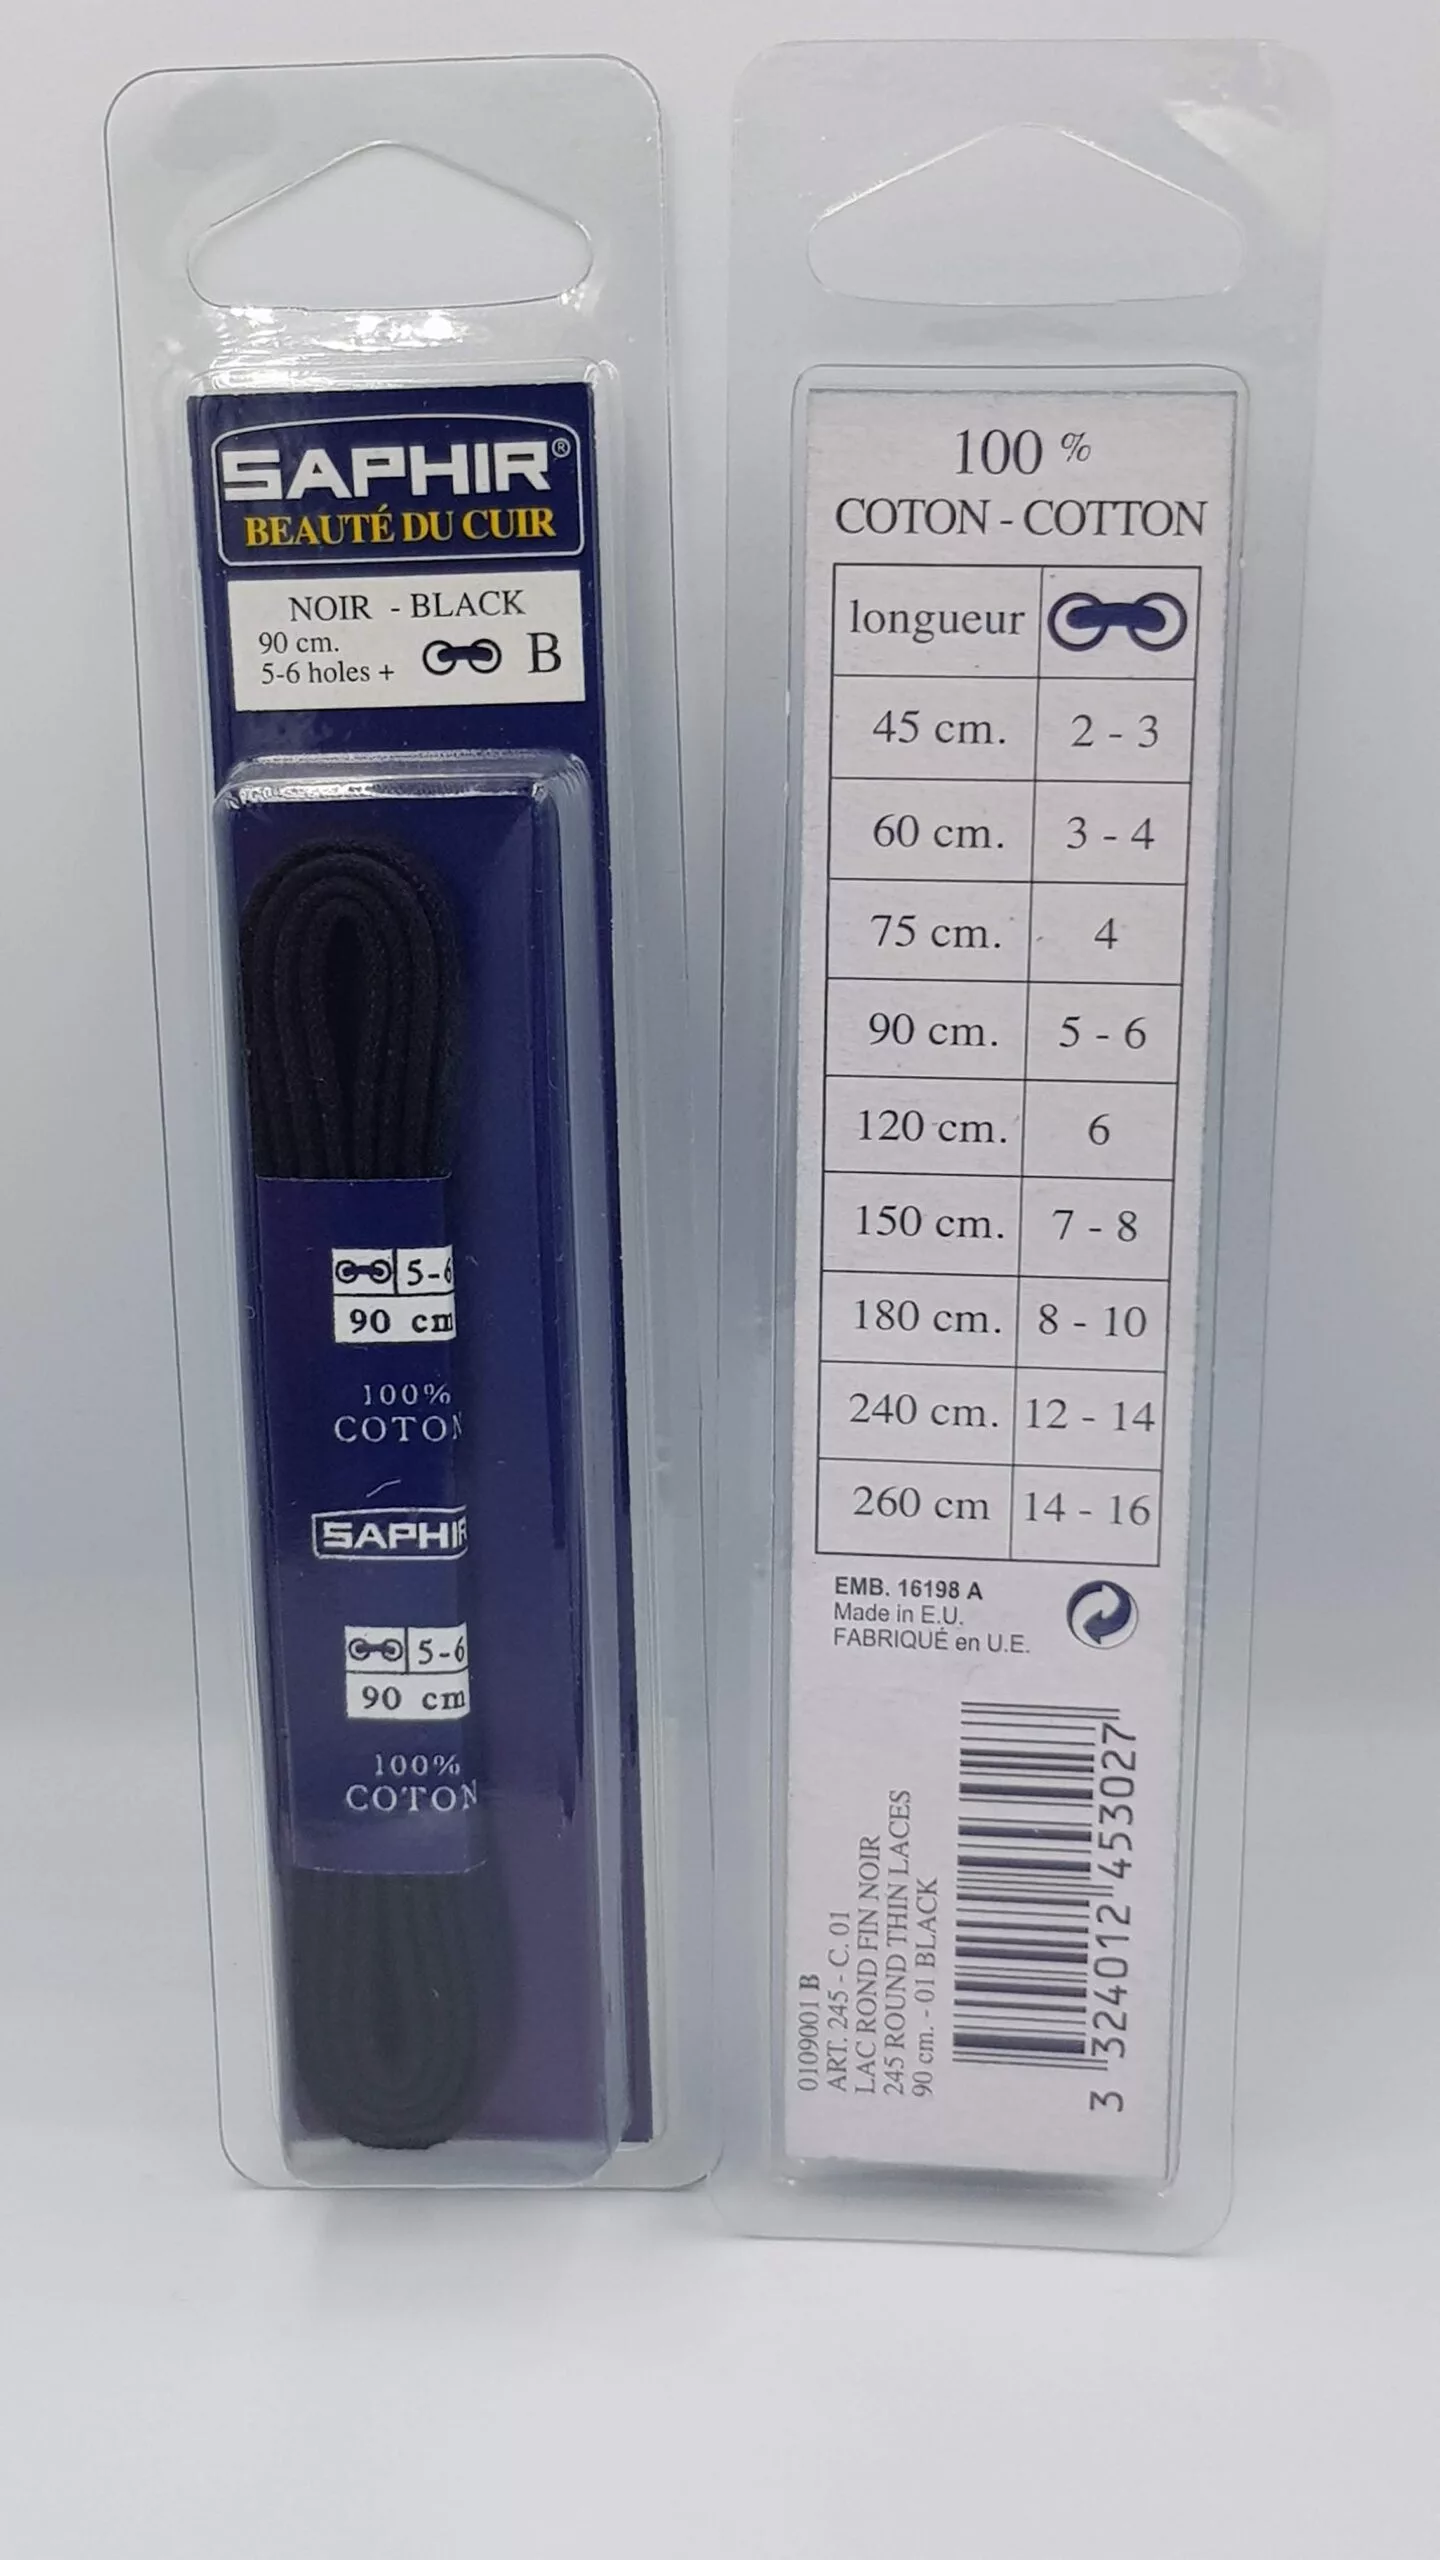 SAPHIR®
BEAUTÉ DU CUIR
NOIR - BLACK
90 cm.
5-6 holes +
B
5-6
90 cm
100%
COTON
SAPHIR
5-6
90 cm
100%
COTON
100 %
COTON - COTTON
longueur
45 cm. 2 - 3
60 cm. 3 - 4
75 cm. 4
90 cm. 5 - 6
120 cm. 6
150 cm. 7 - 8
180 cm. 8 - 10
240 cm. 12 - 14
260 cm 14 - 16
EMB. 16198 A
Made in E.U.
FABRIQUÉ en U.E.
0109001 B
ART. 245 - C. 01
LAC ROND FIN NOIR
245 ROUND THIN LACES
90 cm. - 01 BLACK
3 324012 453027